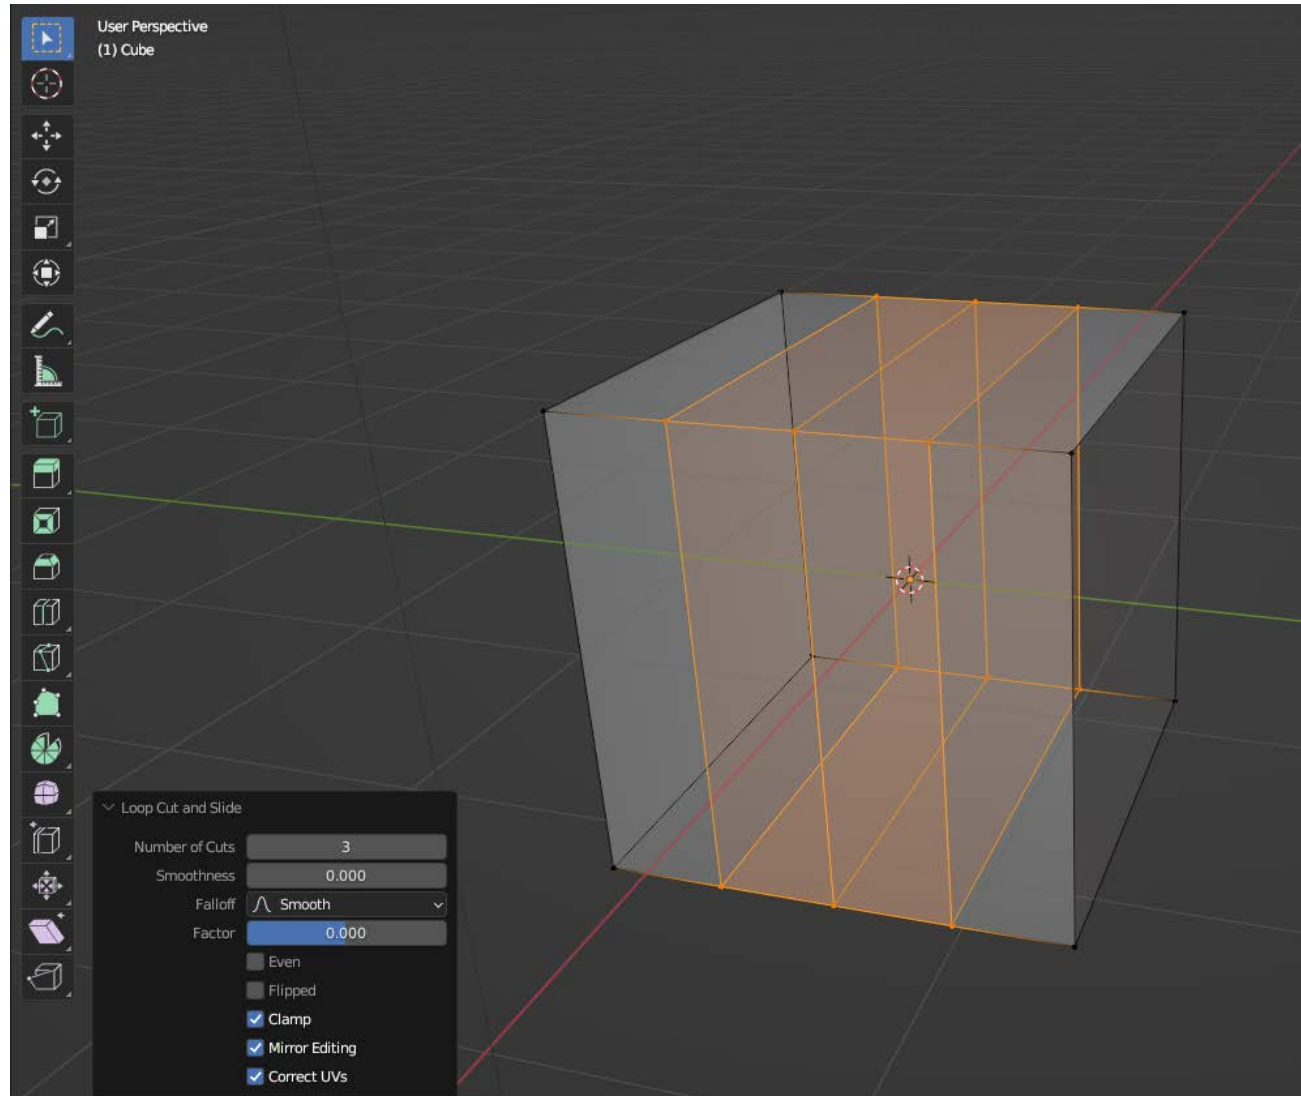 User Perspective
(1) Cube
Loop Cut and Slide
Number of Cuts 3
Smoothness 0.000
Falloff Smooth
Factor 0.000
Even
Flipped
Clamp
Mirror Editing
Correct UVs